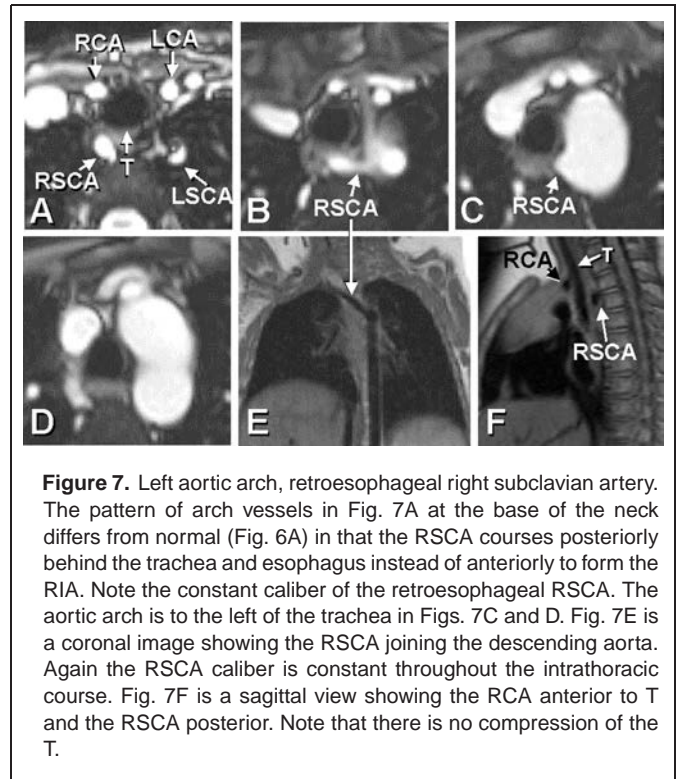 RCA LCA
RSCA T LSCA
A
RSCA
B
RSCA
C
D
E
RCA T
RSCA
F
Figure 7. Left aortic arch, retroesophageal right subclavian artery.
The pattern of arch vessels in Fig. 7A at the base of the neck
differs from normal (Fig. 6A) in that the RSCA courses posteriorly
behind the trachea and esophagus instead of anteriorly to form the
RIA. Note the constant caliber of the retroesophageal RSCA. The
aortic arch is to the left of the trachea in Figs. 7C and D. Fig. 7E is
a coronal image showing the RSCA joining the descending aorta.
Again the RSCA caliber is constant throughout the intrathoracic
course. Fig. 7F is a sagittal view showing the RCA anterior to T
and the RSCA posterior. Note that there is no compression of the
T.